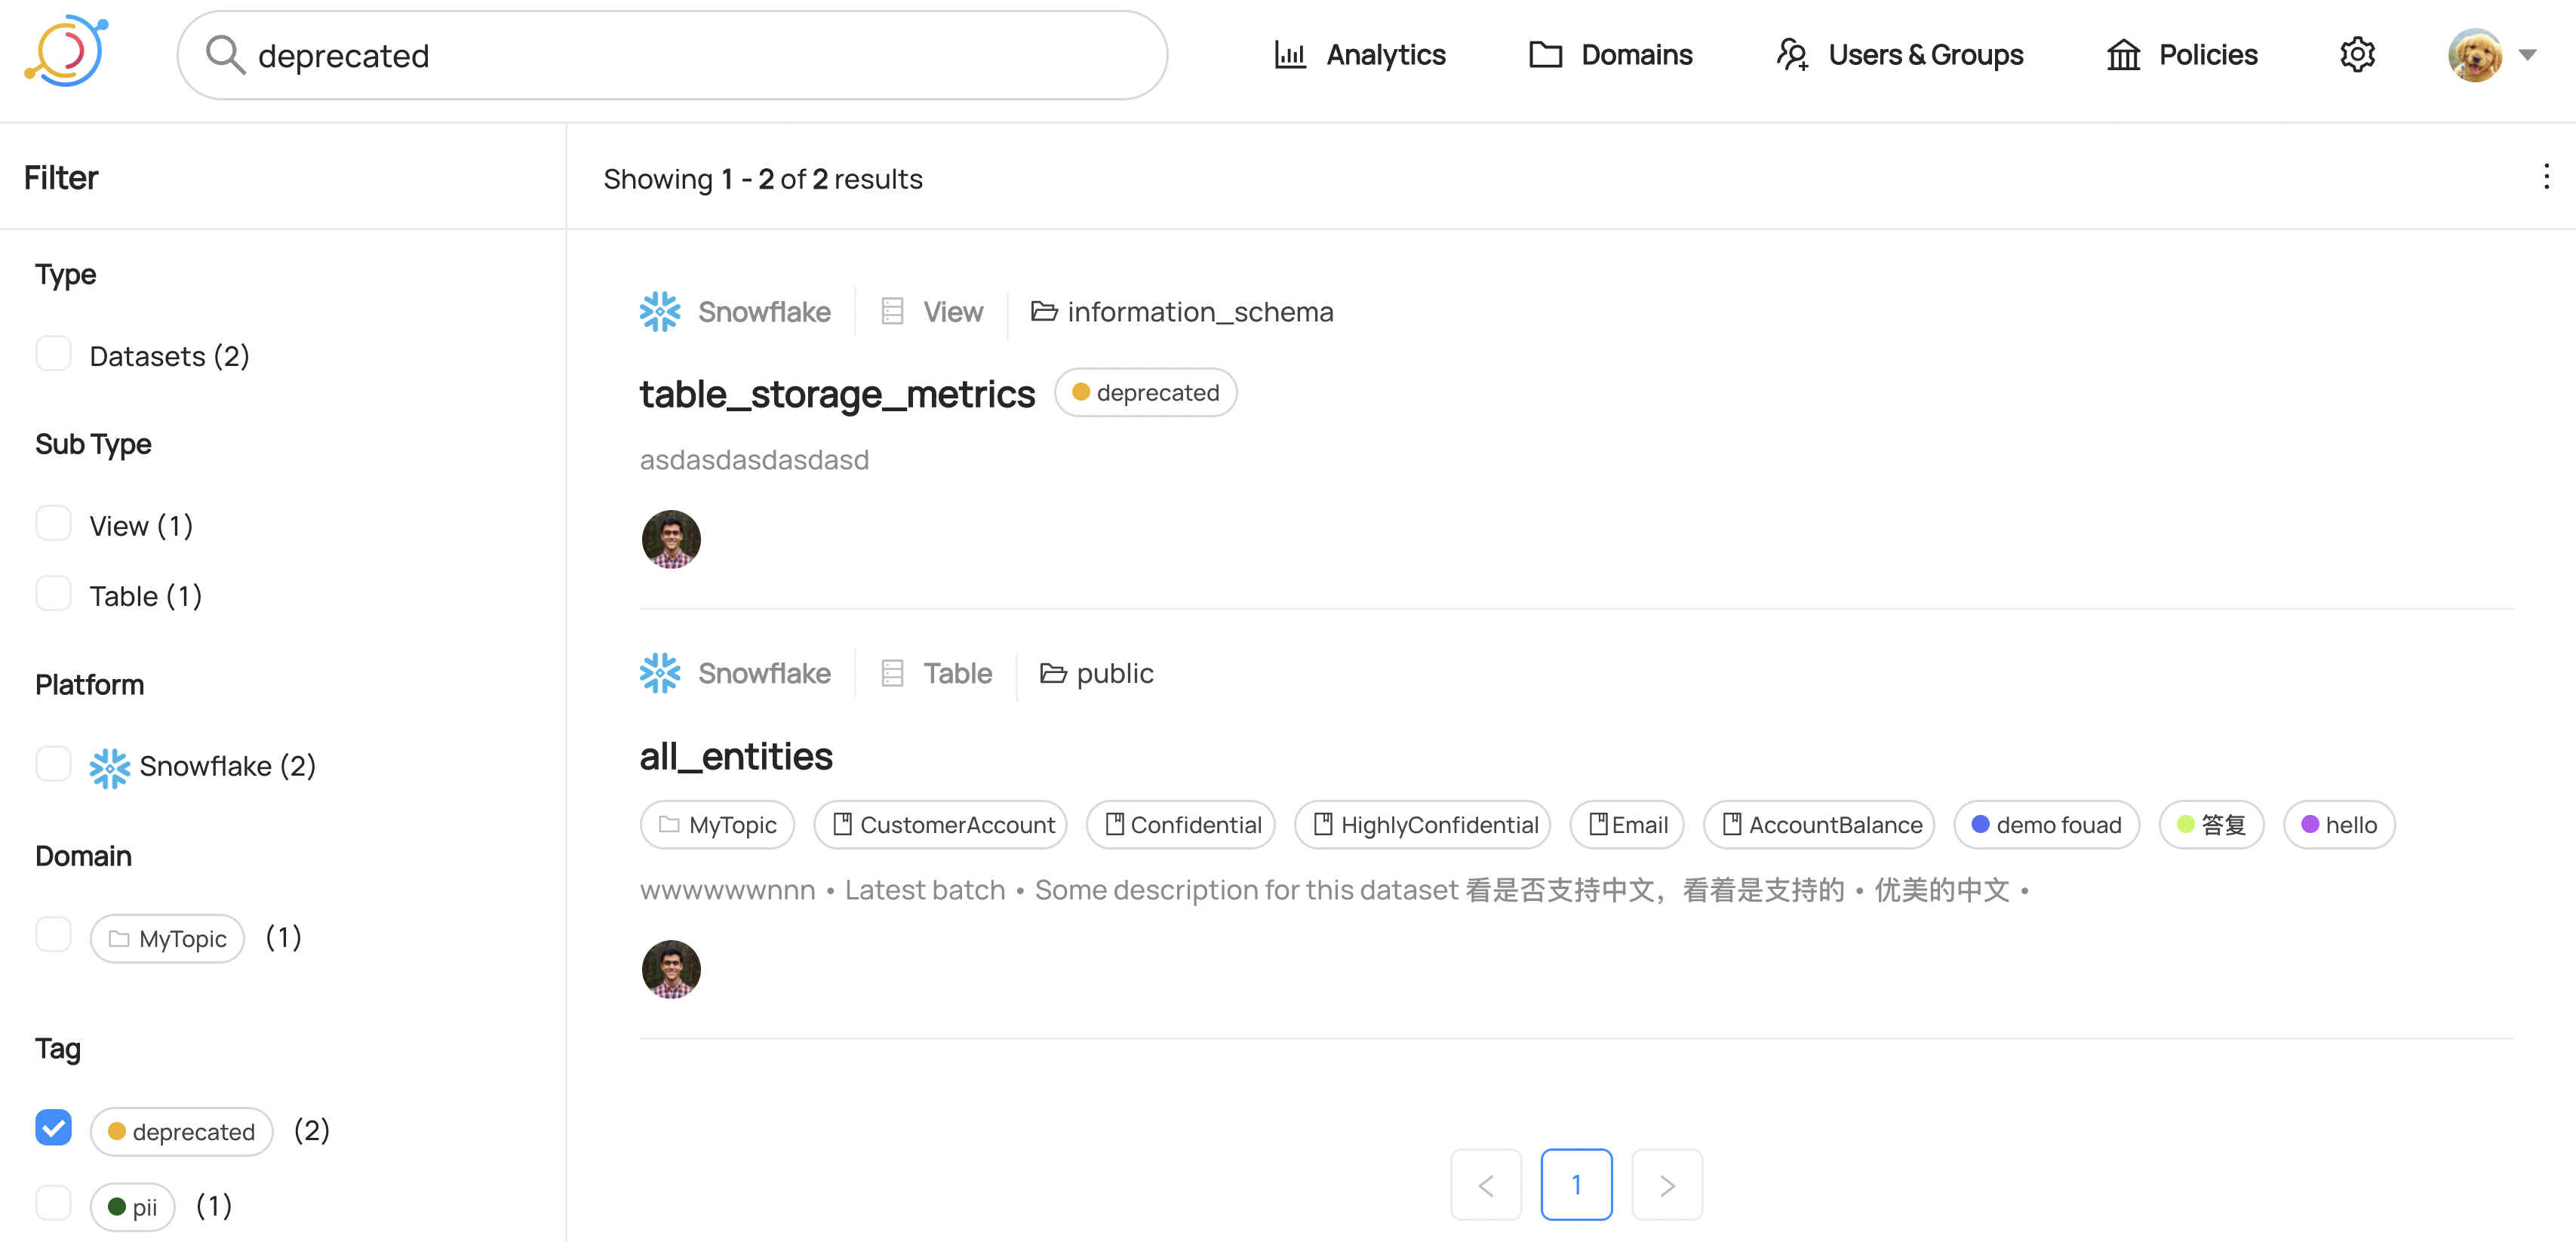 deprecated
Analytics
Domains
Users & Groups
Policies
Filter
Showing 1 - 2 of 2 results
Type
Datasets (2)
Sub Type
View (1)
Table (1)
Platform
Snowflake (2)
Domain
MyTopic (1)
Tag
deprecated (2)
pii (1)
Snowflake View information_schema
table_storage_metrics deprecated
asdasdasdasdasd
Snowflake Table public
all_entities
MyTopic CustomerAccount Confidential HighlyConfidential Email AccountBalance demo fouad 答复 hello
wwwwwwnnn • Latest batch • Some description for this dataset 看是否支持中文，看着是支持的 • 优美的中文 •
< 1 >